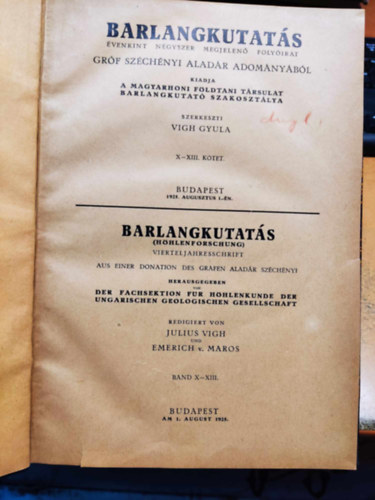 BARLANGKUTATÁS
ÉVENKINT NÉGYSZER MEGJELENŐ FOLYÓIRAT
GRÓF SZÉCHÉNYI ALADÁR ADOMÁNYÁBÓL
KIADJA
A MAGYARHONI FÖLDTANI TÁRSULAT
BARLANGKUTATÓ SZAKOSZTÁLYA
SZERKESZTI
VIGH GYULA
X—XIII. KÖTET.
BUDAPEST
1925. AUGUSZTUS 1.-ÉN.
BARLANGKUTATÁS
(HÖHLENFORSCHUNG)
VIERTELJAHRESSCHRIFT
AUS EINER DONATION DES GRAFEN ALADÁR SZÉCHÉNYI
HERAUSGEGEBEN
VON
DER FACHSEKTION FÜR HÖHLENKUNDE DER
UNGARISCHEN GEOLOGISCHEN GESELLSCHAFT
REDIGIERT VON
JULIUS VIGH
UND
EMERICH v. MAROS
BAND X—XIII.
BUDAPEST
AM 1. AUGUST 1925.